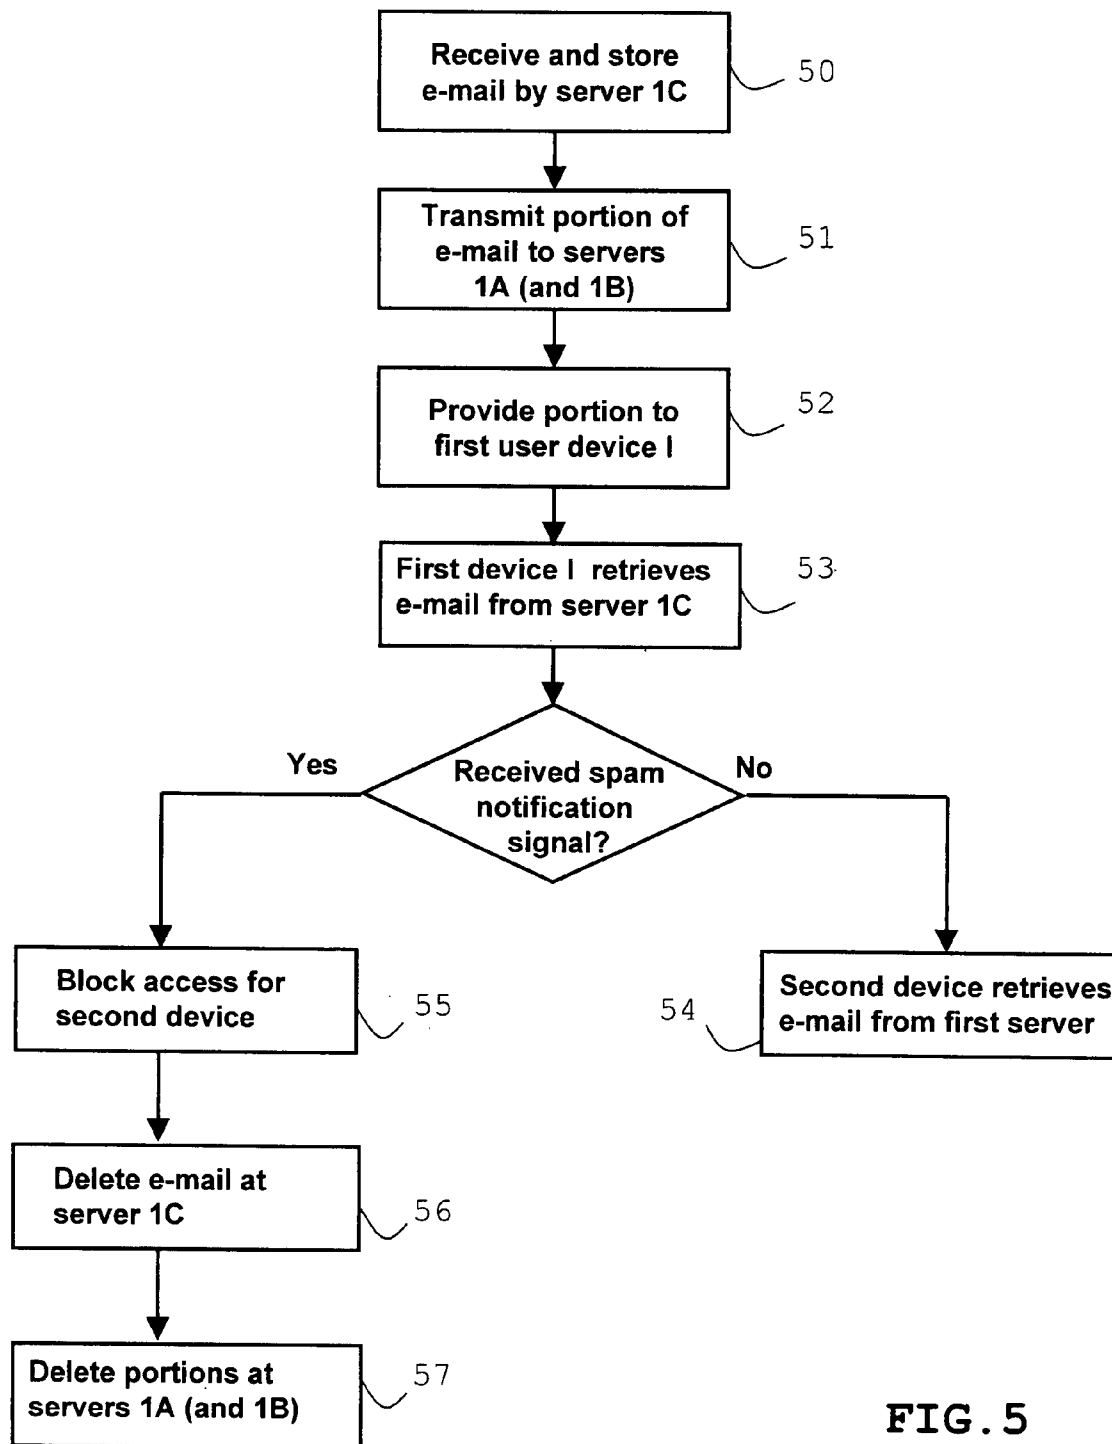 Receive and store
e-mail by server 1C
50
Transmit portion of
e-mail to servers
1A (and 1B)
51
Provide portion to
first user device I
52
First device I retrieves
e-mail from server 1C
53
Received spam
notification
signal?
Yes
No
Block access for
second device
55
54
Second device retrieves
e-mail from first server
Delete e-mail at
server 1C
56
Delete portions at
servers 1A (and 1B)
57
FIG.5